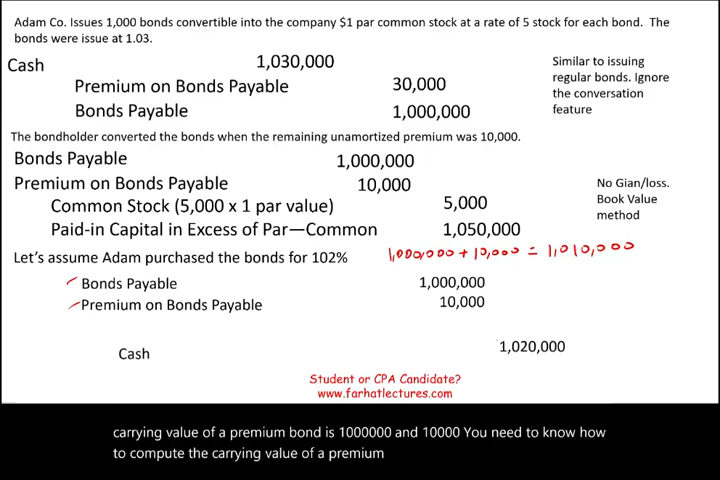 Adam Co. Issues 1,000 bonds convertible into the company $1 par common stock at a rate of 5 stock for each bond. The
bonds were issue at 1.03.
Cash 1,030,000
Premium on Bonds Payable 30,000
Bonds Payable 1,000,000
Similar to issuing
regular bonds. Ignore
the conversation
feature
The bondholder converted the bonds when the remaining unamortized premium was 10,000.
Bonds Payable 1,000,000
Premium on Bonds Payable 10,000
Common Stock (5,000 x 1 par value) 5,000
Paid-in Capital in Excess of Par—Common 1,050,000
No Gian/loss.
Book Value
method
Let's assume Adam purchased the bonds for 102%
1,000,000 + 10,000 = 1,010,000
Bonds Payable 1,000,000
Premium on Bonds Payable 10,000
Cash 1,020,000
Student or CPA Candidate?
www.farhatlectures.com
carrying value of a premium bond is 1000000 and 10000 You need to know how
to compute the carrying value of a premium